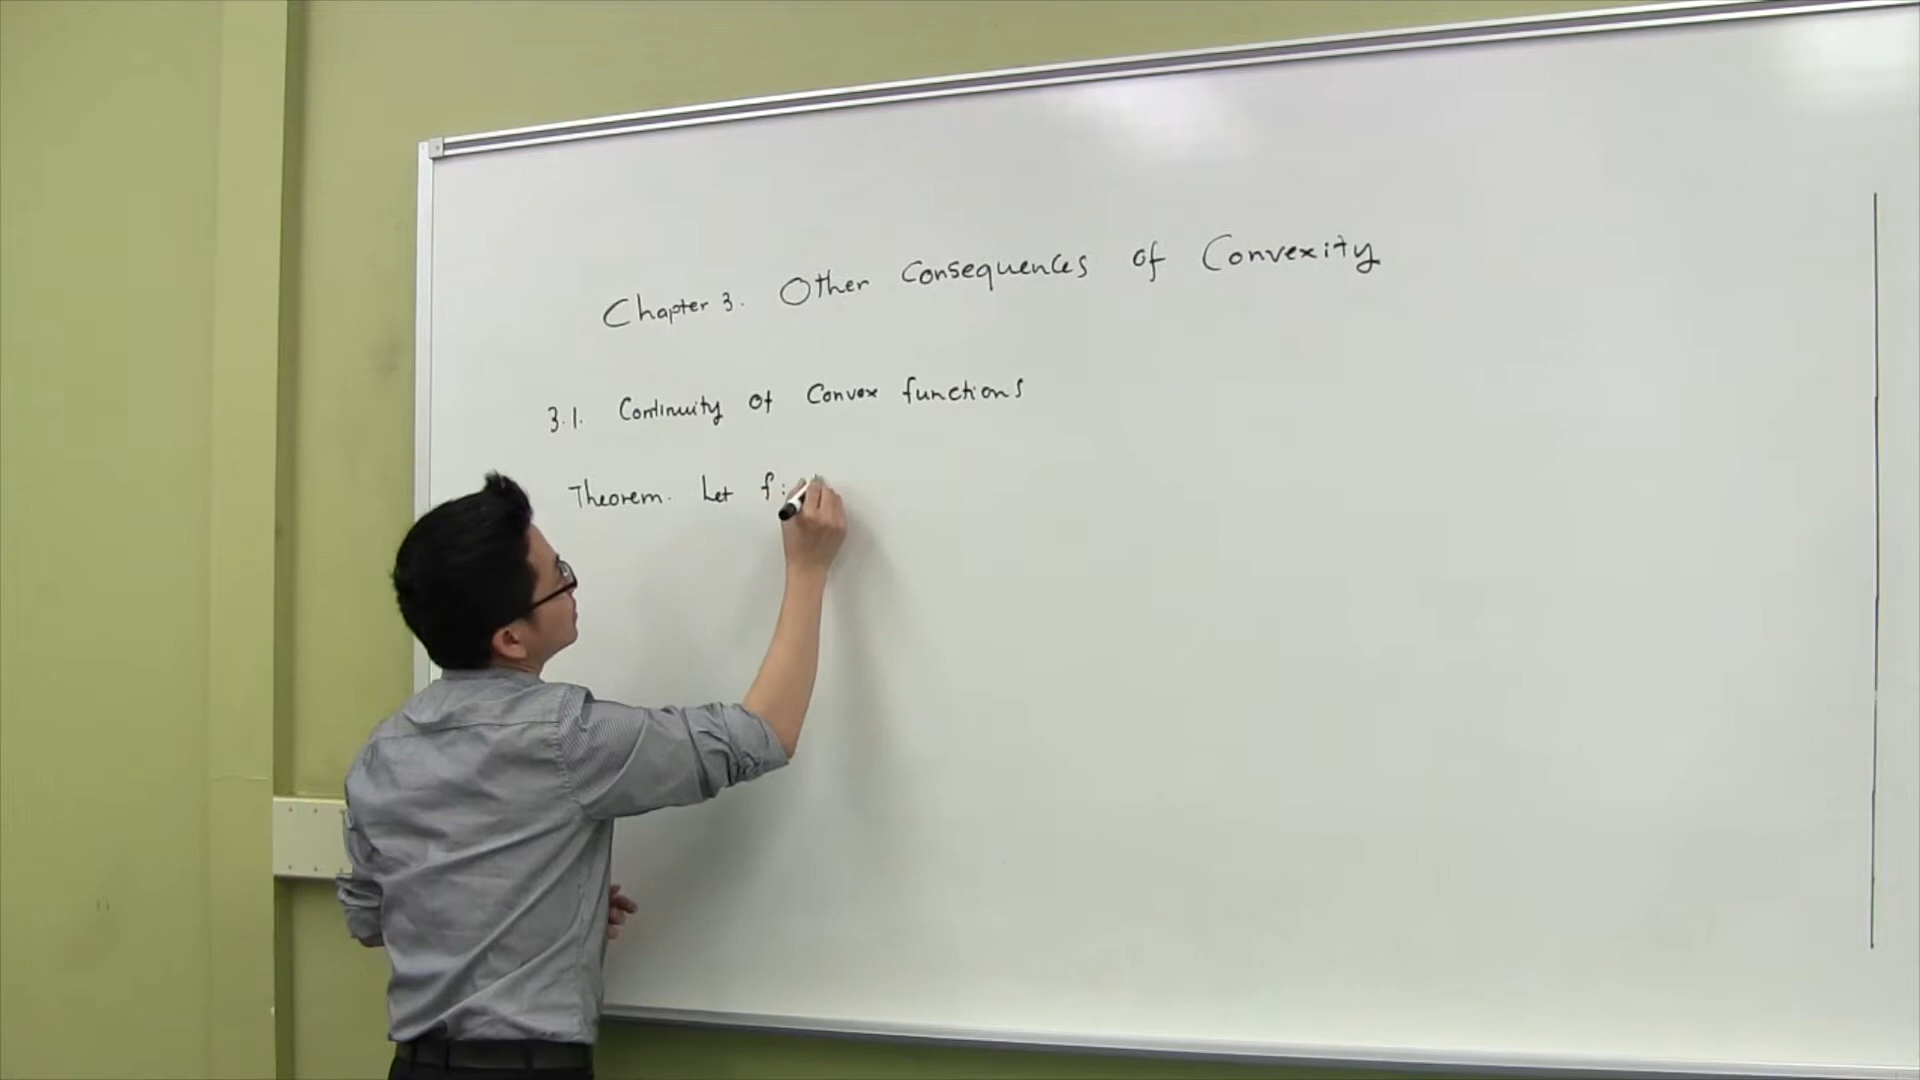 Chapter 3. Other Consequences of Convexity
3.1. Continuity of Convex functions
Theorem. Let f: